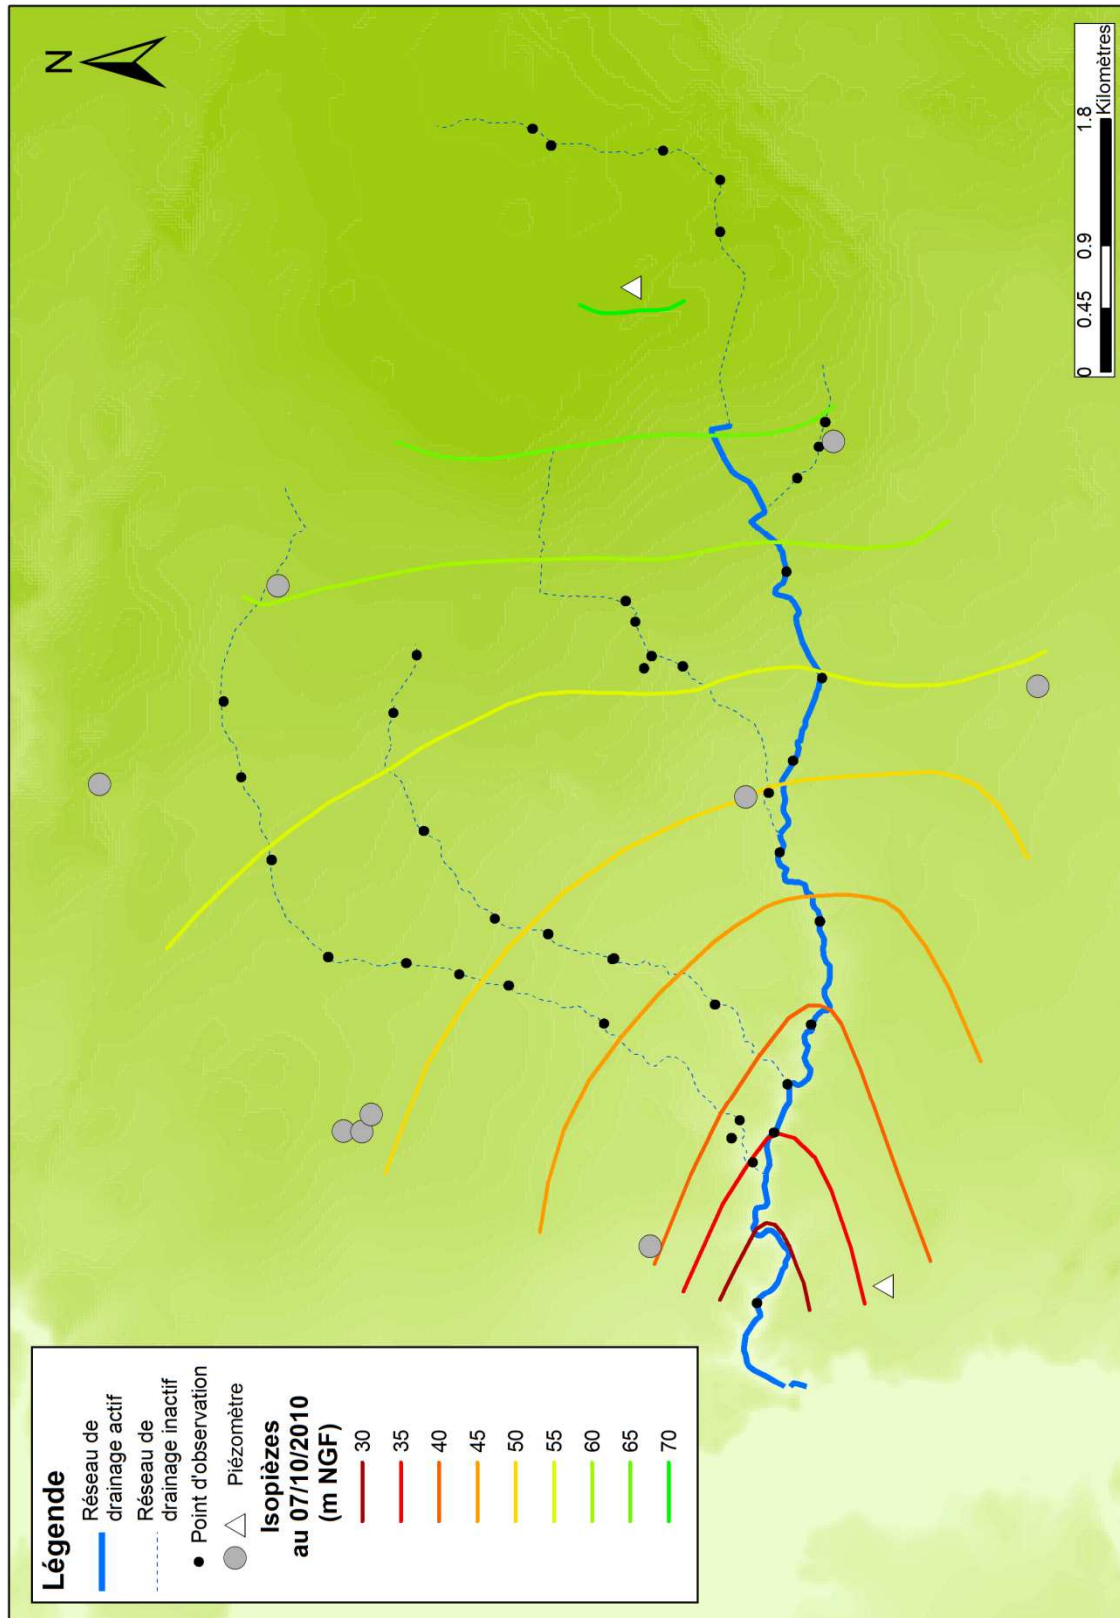 Légende
Réseau de
drainage actif
Réseau de
drainage inactif
Point d'observation
Piézomètre
Isopièzes
au 07/10/2010
(m NGF)
30
35
40
45
50
55
60
65
70
N
0 0.45 0.9 1.8
Kilomètres